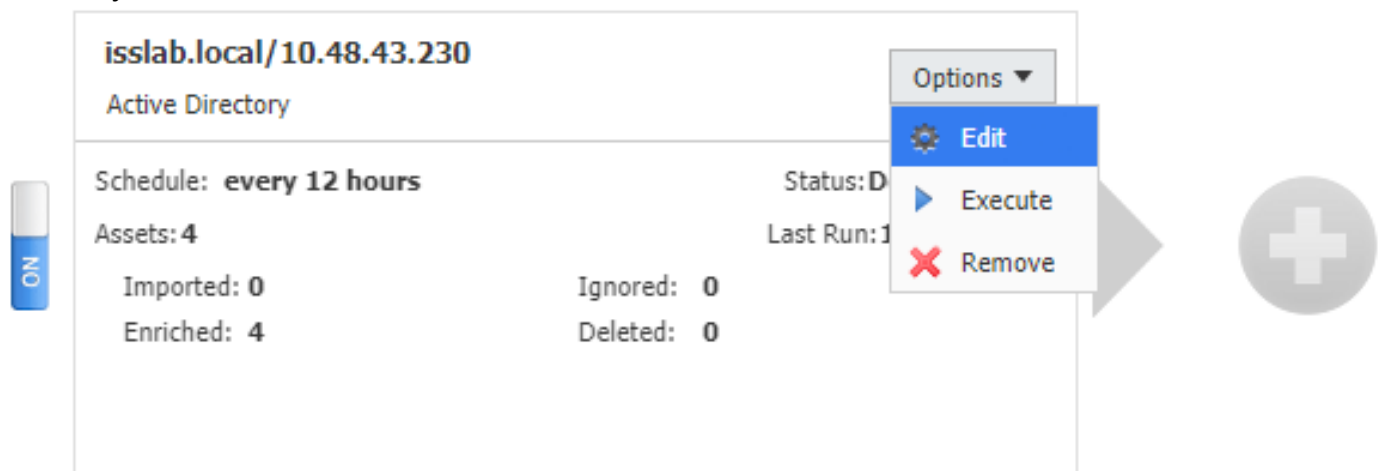 isslab.local/10.48.43.230
Options
Active Directory
Edit
Schedule: every 12 hours
Status:
Execute
Assets: 4
Last Run:
Remove
ON
Imported: 0
Ignored: 0
Enriched: 4
Deleted: 0